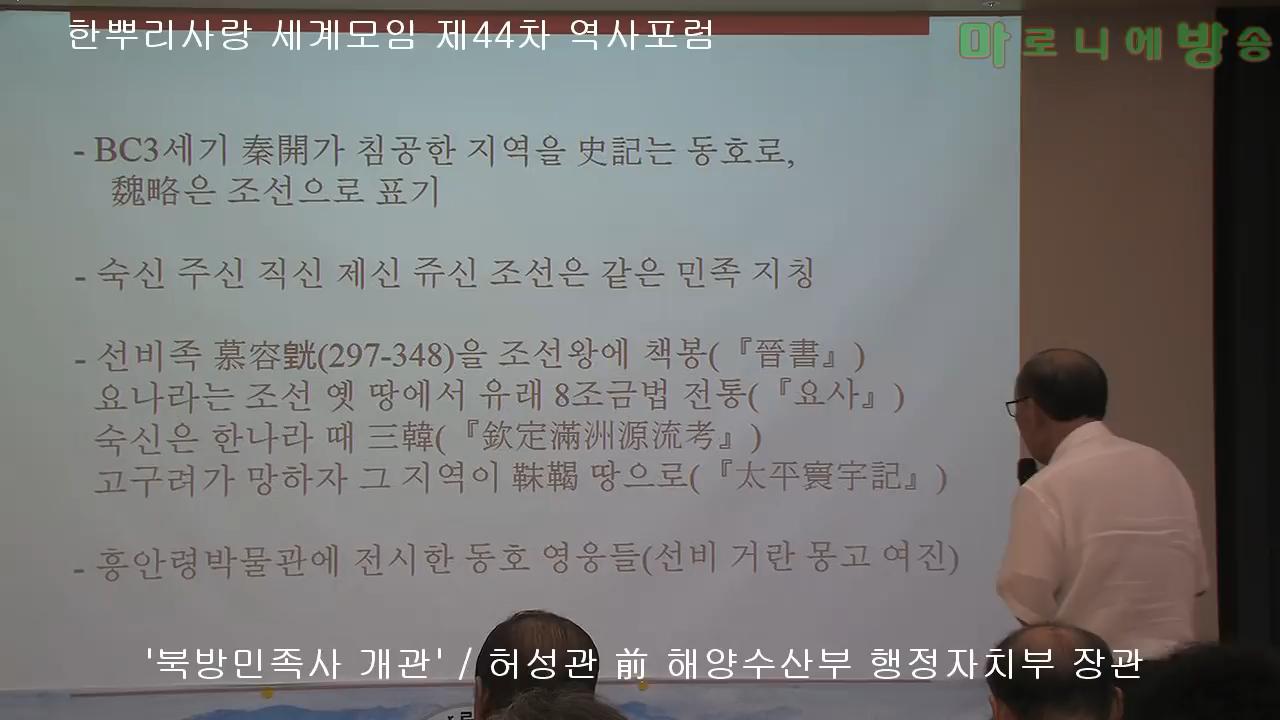 한뿌리사랑 세계모임 제44차 역사포럼
마로니에방송
- BC3세기 秦開가 침공한 지역을 史記는 동호로,
魏略은 조선으로 표기
- 숙신 주신 직신 제신 쥬신 조선은 같은 민족 지칭
- 선비족 慕容皝(297-348)을 조선왕에 책봉(『晉書』)
요나라는 조선 옛 땅에서 유래 8조금법 전통(『요사』)
숙신은 한나라 때 三韓(『欽定滿洲源流考』)
고구려가 망하자 그 지역이 靺鞨 땅으로(『太平寰宇記』)
- 흥안령박물관에 전시한 동호 영웅들(선비 거란 몽고 여진)
'북방민족사 개관' / 허성관 前 해양수산부 행정자치부 장관